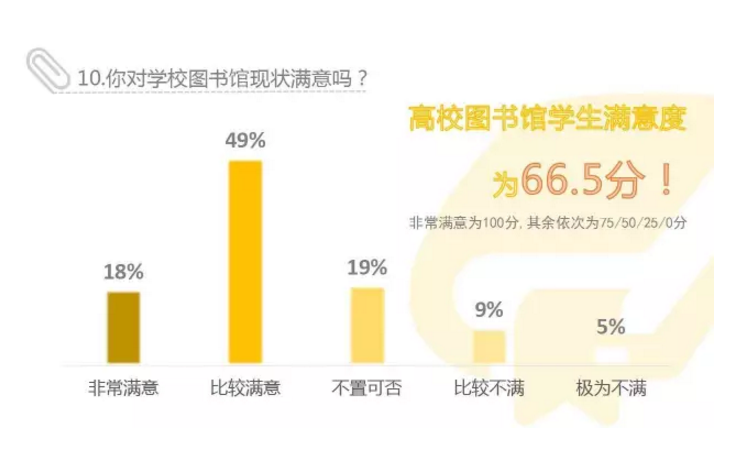 10.你对学校图书馆现状满意吗？
高校图书馆学生满意度
为66.5分！
非常满意为100分,其余依次为75/50/25/0分
49%
18%
19%
9%
5%
非常满意
比较满意
不置可否
比较不满
极为不满